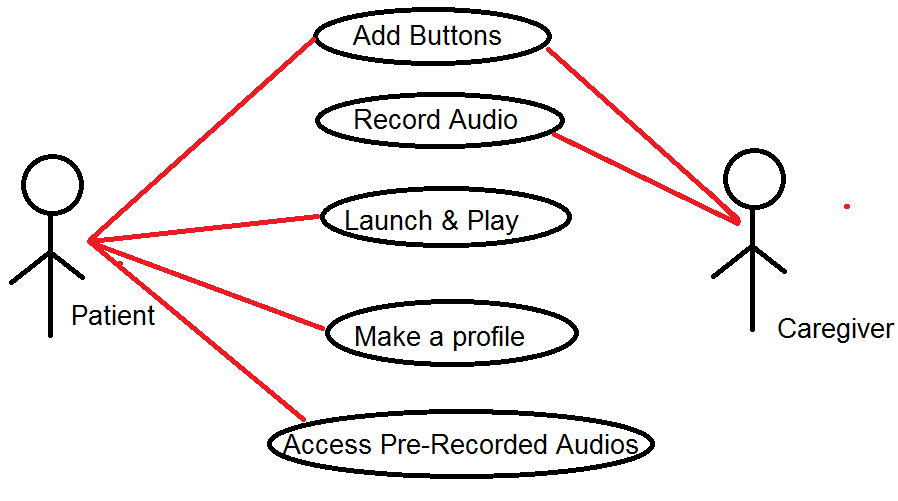 Add Buttons
Record Audio
Launch & Play
Patient
Make a profile
Caregiver
Access Pre-Recorded Audios